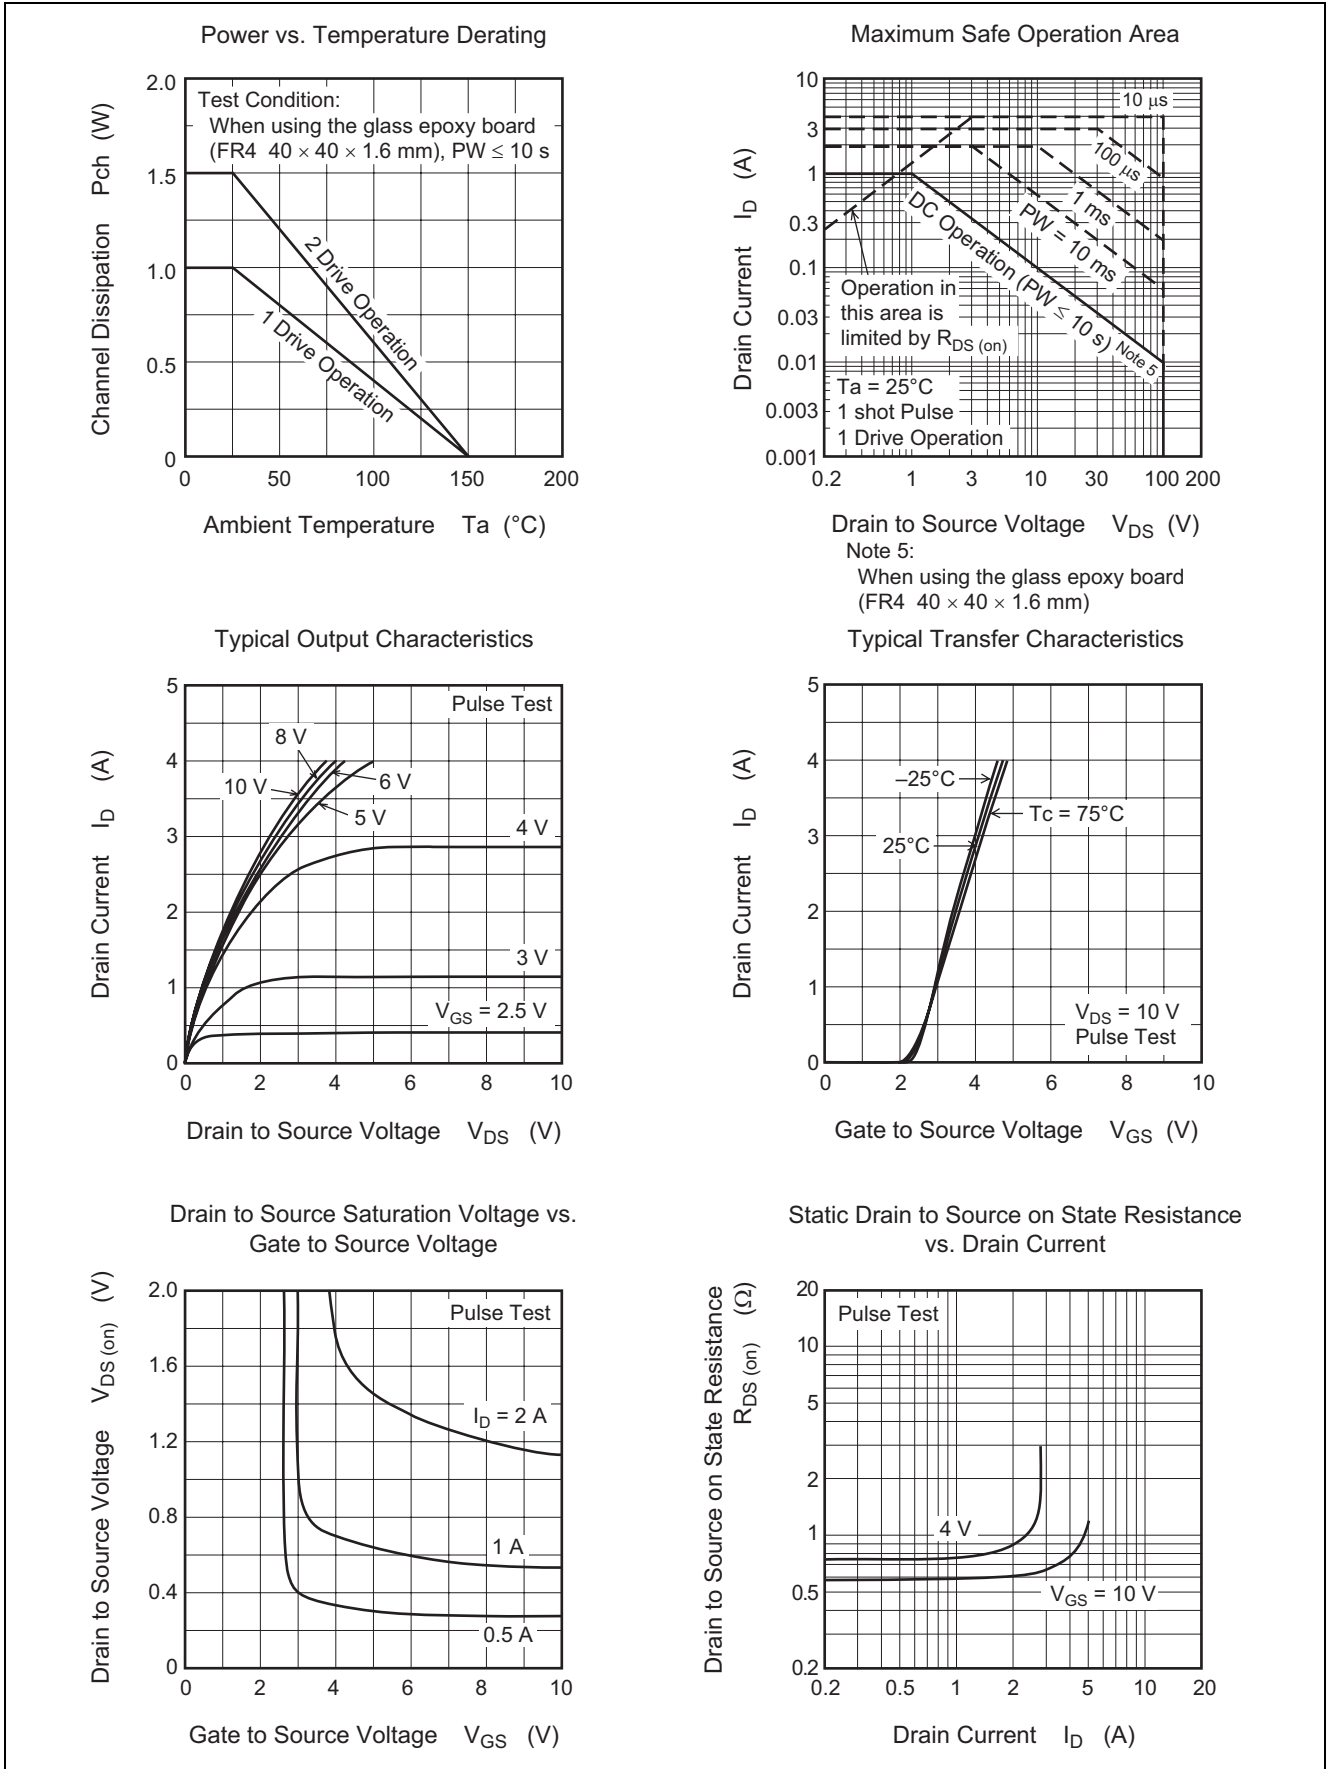 Power vs. Temperature Derating
Channel Dissipation Pch (W)
2.0
1.5
1.0
0.5
0
Test Condition:
When using the glass epoxy board
(FR4 40 × 40 × 1.6 mm), PW ≤ 10 s
2 Drive Operation
1 Drive Operation
0 50 100 150 200
Ambient Temperature Ta (°C)
Maximum Safe Operation Area
Drain Current I_D (A)
10
3
1
0.3
0.1
0.03
0.01
0.003
0.001
10 μs
100 μs
1 ms
PW = 10 ms
DC Operation (PW ≤ 10 s) Note 5
Operation in
this area is
limited by R_DS (on)
Ta = 25°C
1 shot Pulse
1 Drive Operation
0.2 1 3 10 30 100 200
Drain to Source Voltage V_DS (V)
Note 5:
When using the glass epoxy board
(FR4 40 × 40 × 1.6 mm)
Typical Output Characteristics
Drain Current I_D (A)
5
4
3
2
1
0
Pulse Test
8 V
10 V
6 V
5 V
4 V
3 V
V_GS = 2.5 V
0 2 4 6 8 10
Drain to Source Voltage V_DS (V)
Typical Transfer Characteristics
Drain Current I_D (A)
5
4
3
2
1
0
–25°C
Tc = 75°C
25°C
V_DS = 10 V
Pulse Test
0 2 4 6 8 10
Gate to Source Voltage V_GS (V)
Drain to Source Saturation Voltage vs.
Gate to Source Voltage
Drain to Source Voltage V_DS (on) (V)
2.0
1.6
1.2
0.8
0.4
0
Pulse Test
I_D = 2 A
1 A
0.5 A
0 2 4 6 8 10
Gate to Source Voltage V_GS (V)
Static Drain to Source on State Resistance
vs. Drain Current
Drain to Source on State Resistance
R_DS (on) (Ω)
20
10
5
2
1
0.5
0.2
Pulse Test
4 V
V_GS = 10 V
0.2 0.5 1 2 5 10 20
Drain Current I_D (A)